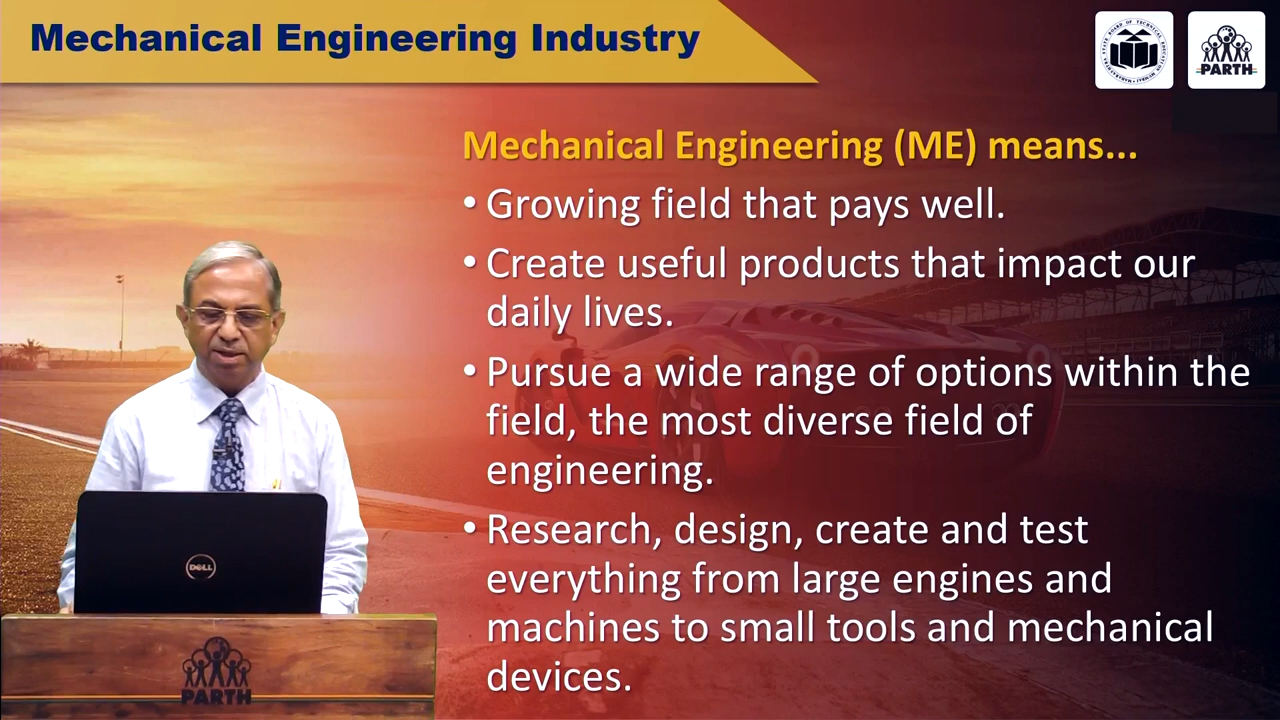 Mechanical Engineering Industry
PARTH
Mechanical Engineering (ME) means...
• Growing field that pays well.
• Create useful products that impact our
daily lives.
• Pursue a wide range of options within the
field, the most diverse field of
engineering.
• Research, design, create and test
everything from large engines and
machines to small tools and mechanical
devices.
DELL
PARTH